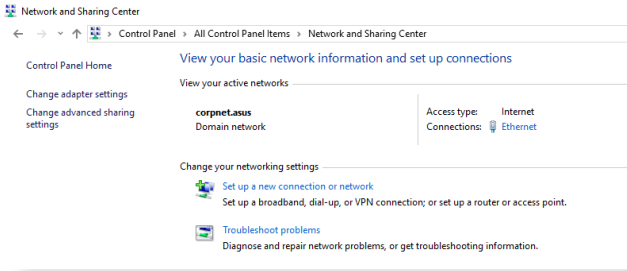 Network and Sharing Center
Control Panel > All Control Panel Items > Network and Sharing Center
Control Panel Home
Change adapter settings
Change advanced sharing
settings
View your basic network information and set up connections
View your active networks
corpnet.asus
Domain network
Access type: Internet
Connections: Ethernet
Change your networking settings
Set up a new connection or network
Set up a broadband, dial-up, or VPN connection; or set up a router or access point.
Troubleshoot problems
Diagnose and repair network problems, or get troubleshooting information.